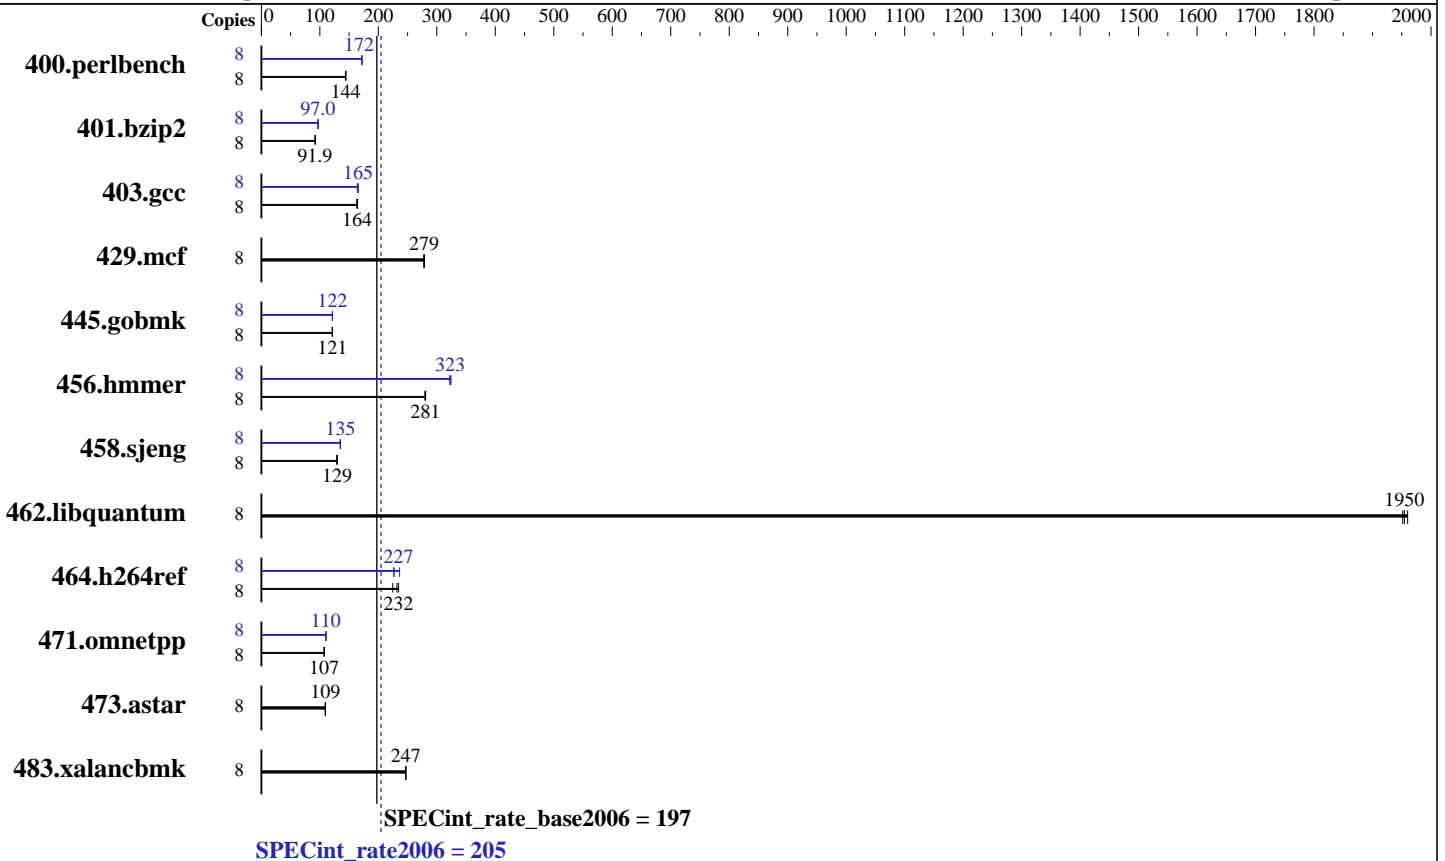 Copies 0 100 200 300 400 500 600 700 800 900 1000 1100 1200 1300 1400 1500 1600 1700 1800 2000
400.perlbench 8 172
8 144
401.bzip2 8 97.0
8 91.9
403.gcc 8 165
8 164
429.mcf 8 279
445.gobmk 8 122
8 121
456.hmmer 8 323
8 281
458.sjeng 8 135
8 129
462.libquantum 8 1950
464.h264ref 8 227
8 232
471.omnetpp 8 110
8 107
473.astar 8 109
483.xalancbmk 8 247
SPECint_rate_base2006 = 197
SPECint_rate2006 = 205